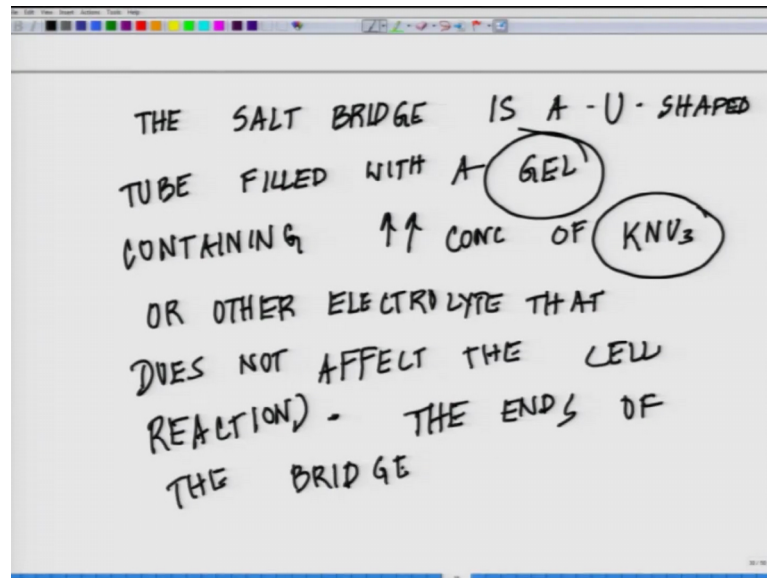 THE SALT BRIDGE IS A-U-SHAPED
TUBE FILLED WITH A GEL
CONTAINING ↑↑ CONC OF KNO3
OR OTHER ELECTROLYTE THAT
DOES NOT AFFECT THE CELL
REACTION). THE ENDS OF
THE BRIDGE